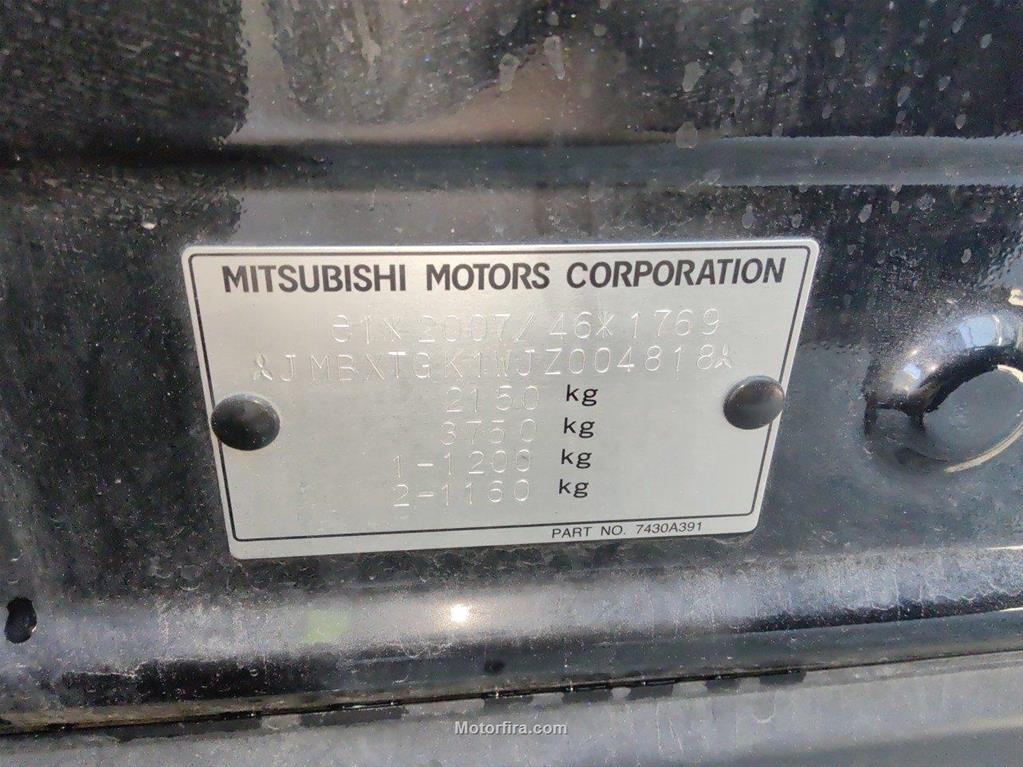 MITSUBISHI MOTORS CORPORATION
e1*2007/46*1769
JMBXTGK1WJZ004818
2150 kg
3750 kg
1-1200 kg
2-1160 kg
PART NO. 7430A391
Motorfira.com